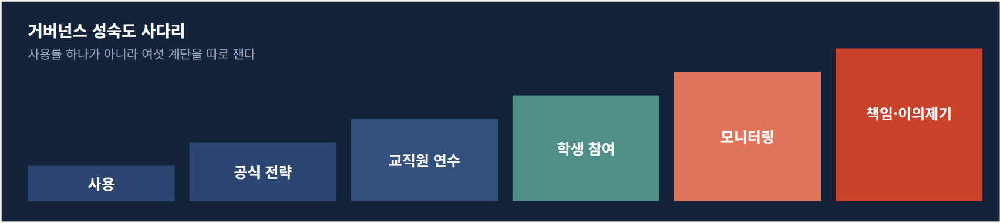 거버넌스 성숙도 사다리
사용률 하나가 아니라 여섯 계단을 따로 잰다
사용
공식 전략
교직원 연수
학생 참여
모니터링
책임·이의제기